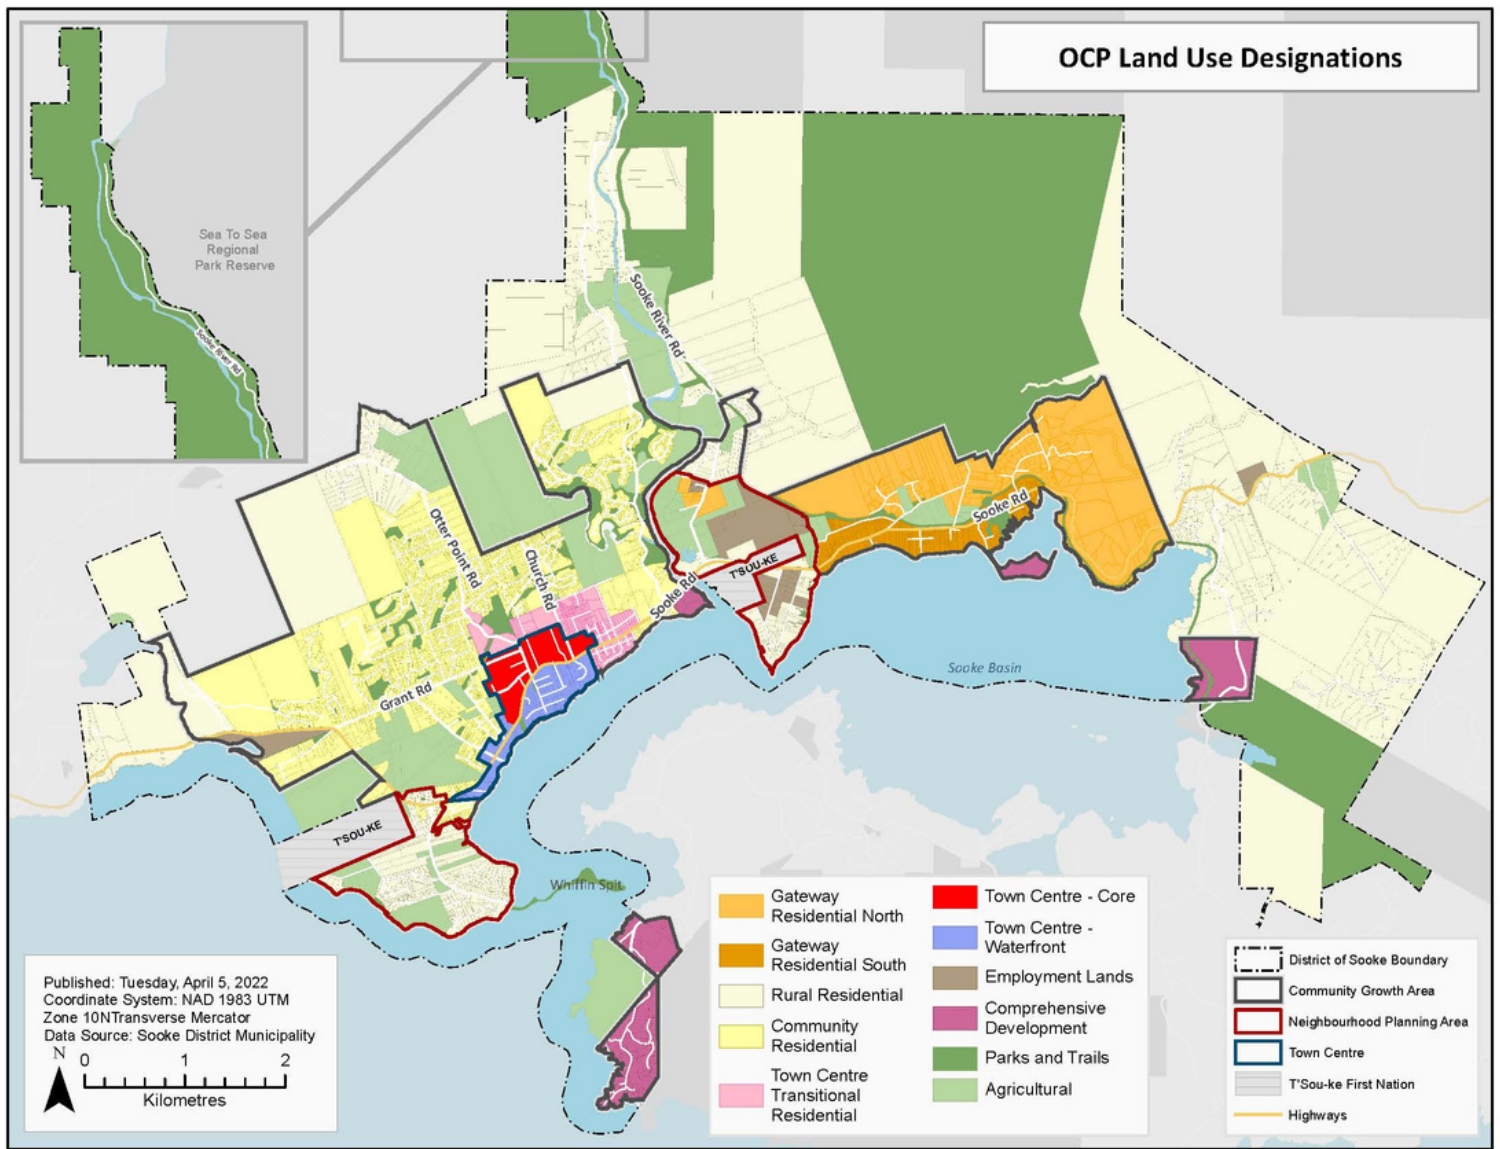 OCP Land Use Designations
Sea To Sea
Regional
Park Reserve
Sooke River Rd
Sooke River Rd
Otter Point Rd
Church Rd
Sooke Rd
Sooke Rd
T'SOU-KE
Grant Rd
Sooke Basin
T'SOU-KE
Whiffin Spit
Gateway
Residential North
Gateway
Residential South
Rural Residential
Community
Residential
Town Centre
Transitional
Residential
Town Centre - Core
Town Centre -
Waterfront
Employment Lands
Comprehensive
Development
Parks and Trails
Agricultural
District of Sooke Boundary
Community Growth Area
Neighbourhood Planning Area
Town Centre
T'Sou-ke First Nation
Highways
Published: Tuesday, April 5, 2022
Coordinate System: NAD 1983 UTM
Zone 10NTransverse Mercator
Data Source: Sooke District Municipality
N
0 1 2
Kilometres